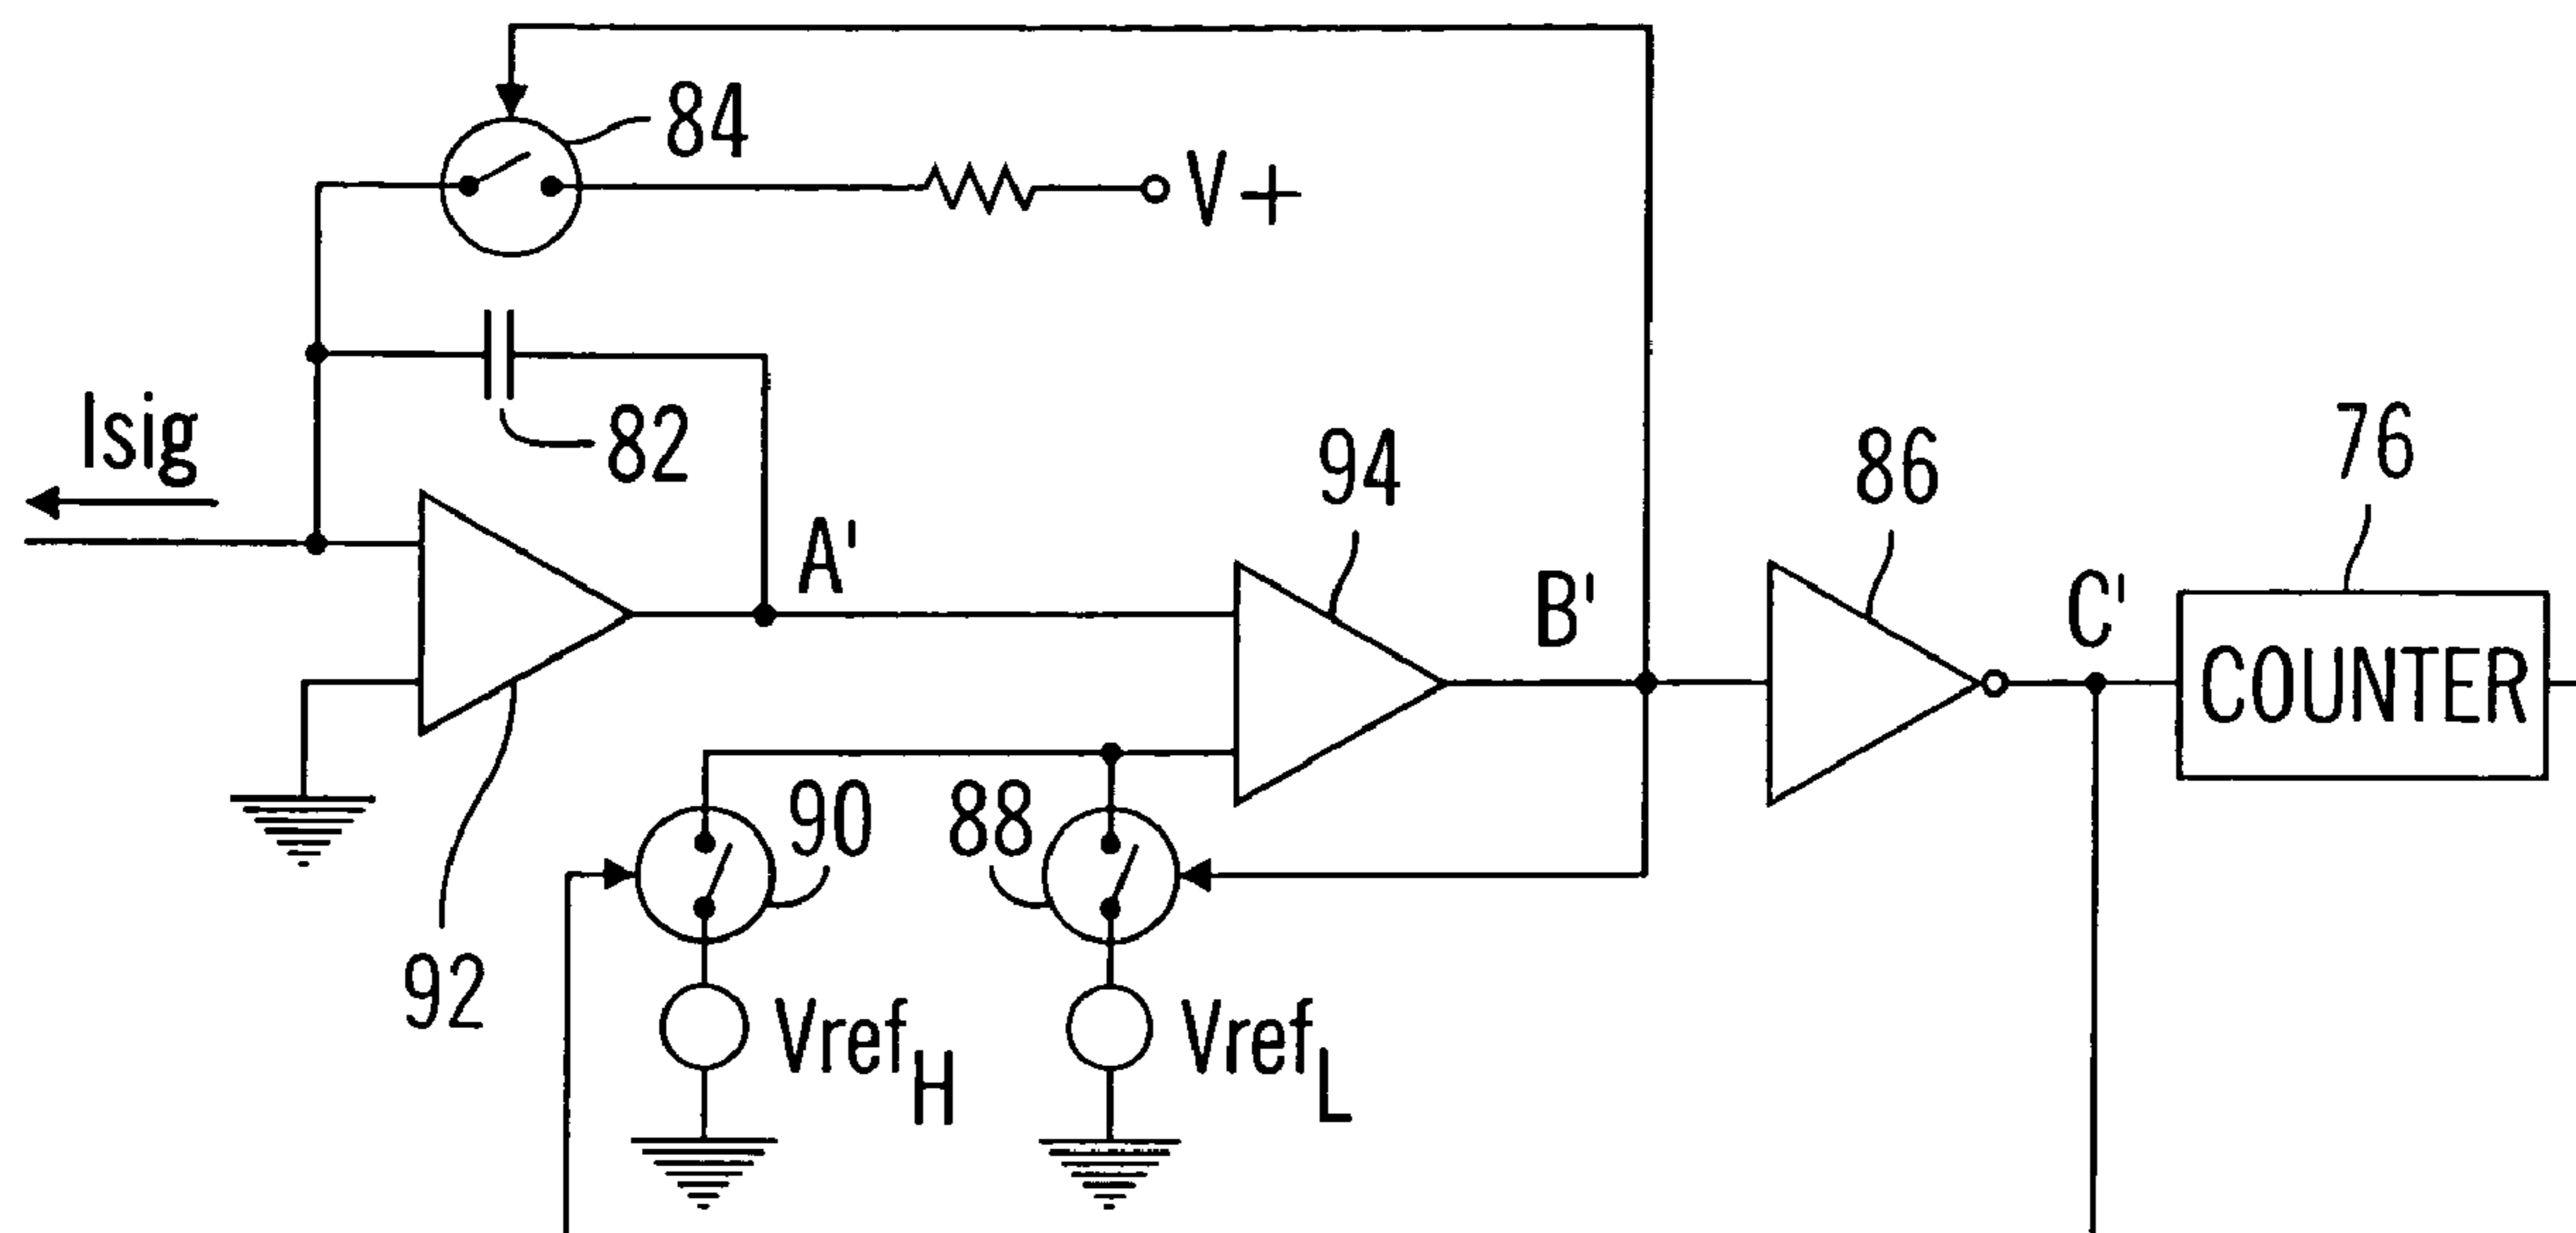 84
V+
82
Isig
A'
94
B'
86
C'
76
COUNTER
92
90
88
VrefH
VrefL